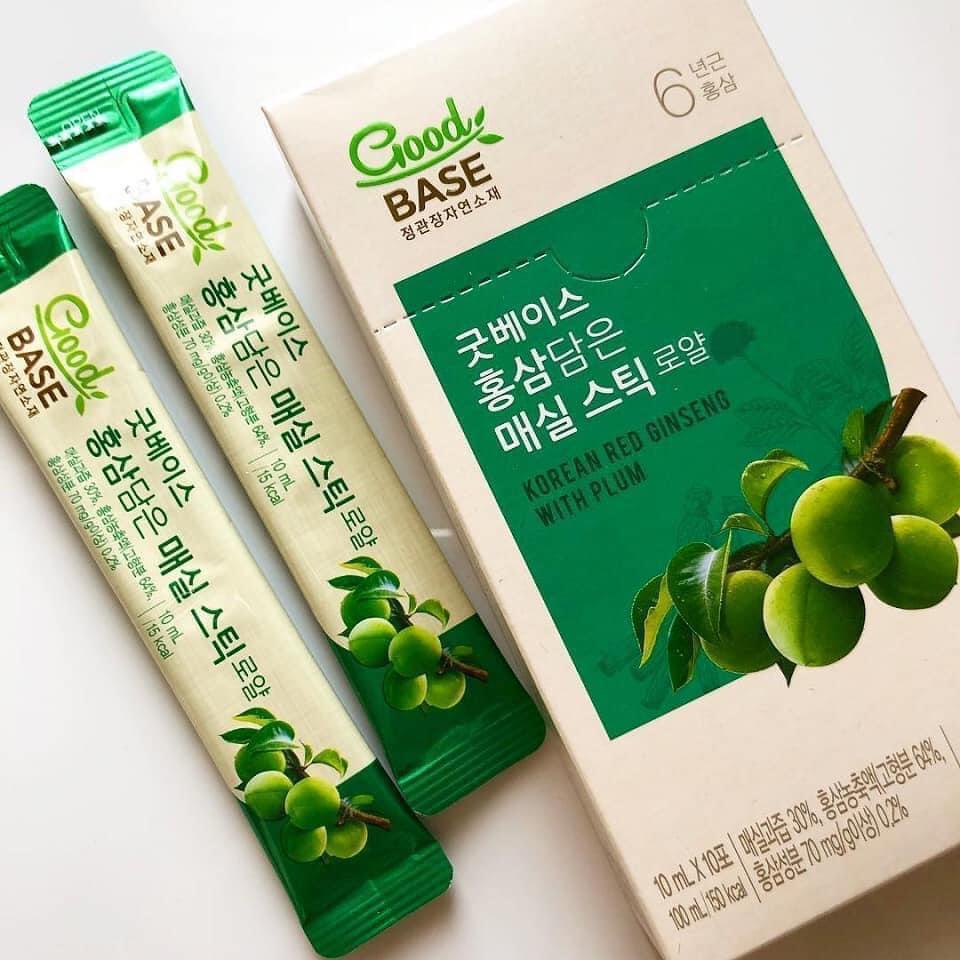 Good
BASE
정관장자연소재
6년근
홍삼
굿베이스
홍삼담은
매실 스틱 로얄
KOREAN RED GINSENG
WITH PLUM
10 mL X 10포
100 mL/150 kcal
매실과즙 30%, 홍삼농축액(고형분 64%,
홍삼성분 70 mg/g이상) 0.2%
Good
BASE
정관장자연소재
굿베이스
홍삼담은 매실 스틱 로얄
매실과즙 30%, 홍삼농축액(고형분 64%,
홍삼성분 70 mg/g이상) 0.2%
10 mL
/15 kcal
Good
BASE
정관장자연소재
굿베이스
홍삼담은 매실 스틱 로얄
매실과즙 30%, 홍삼농축액(고형분 64%,
홍삼성분 70 mg/g이상) 0.2%
10 mL
/15 kcal